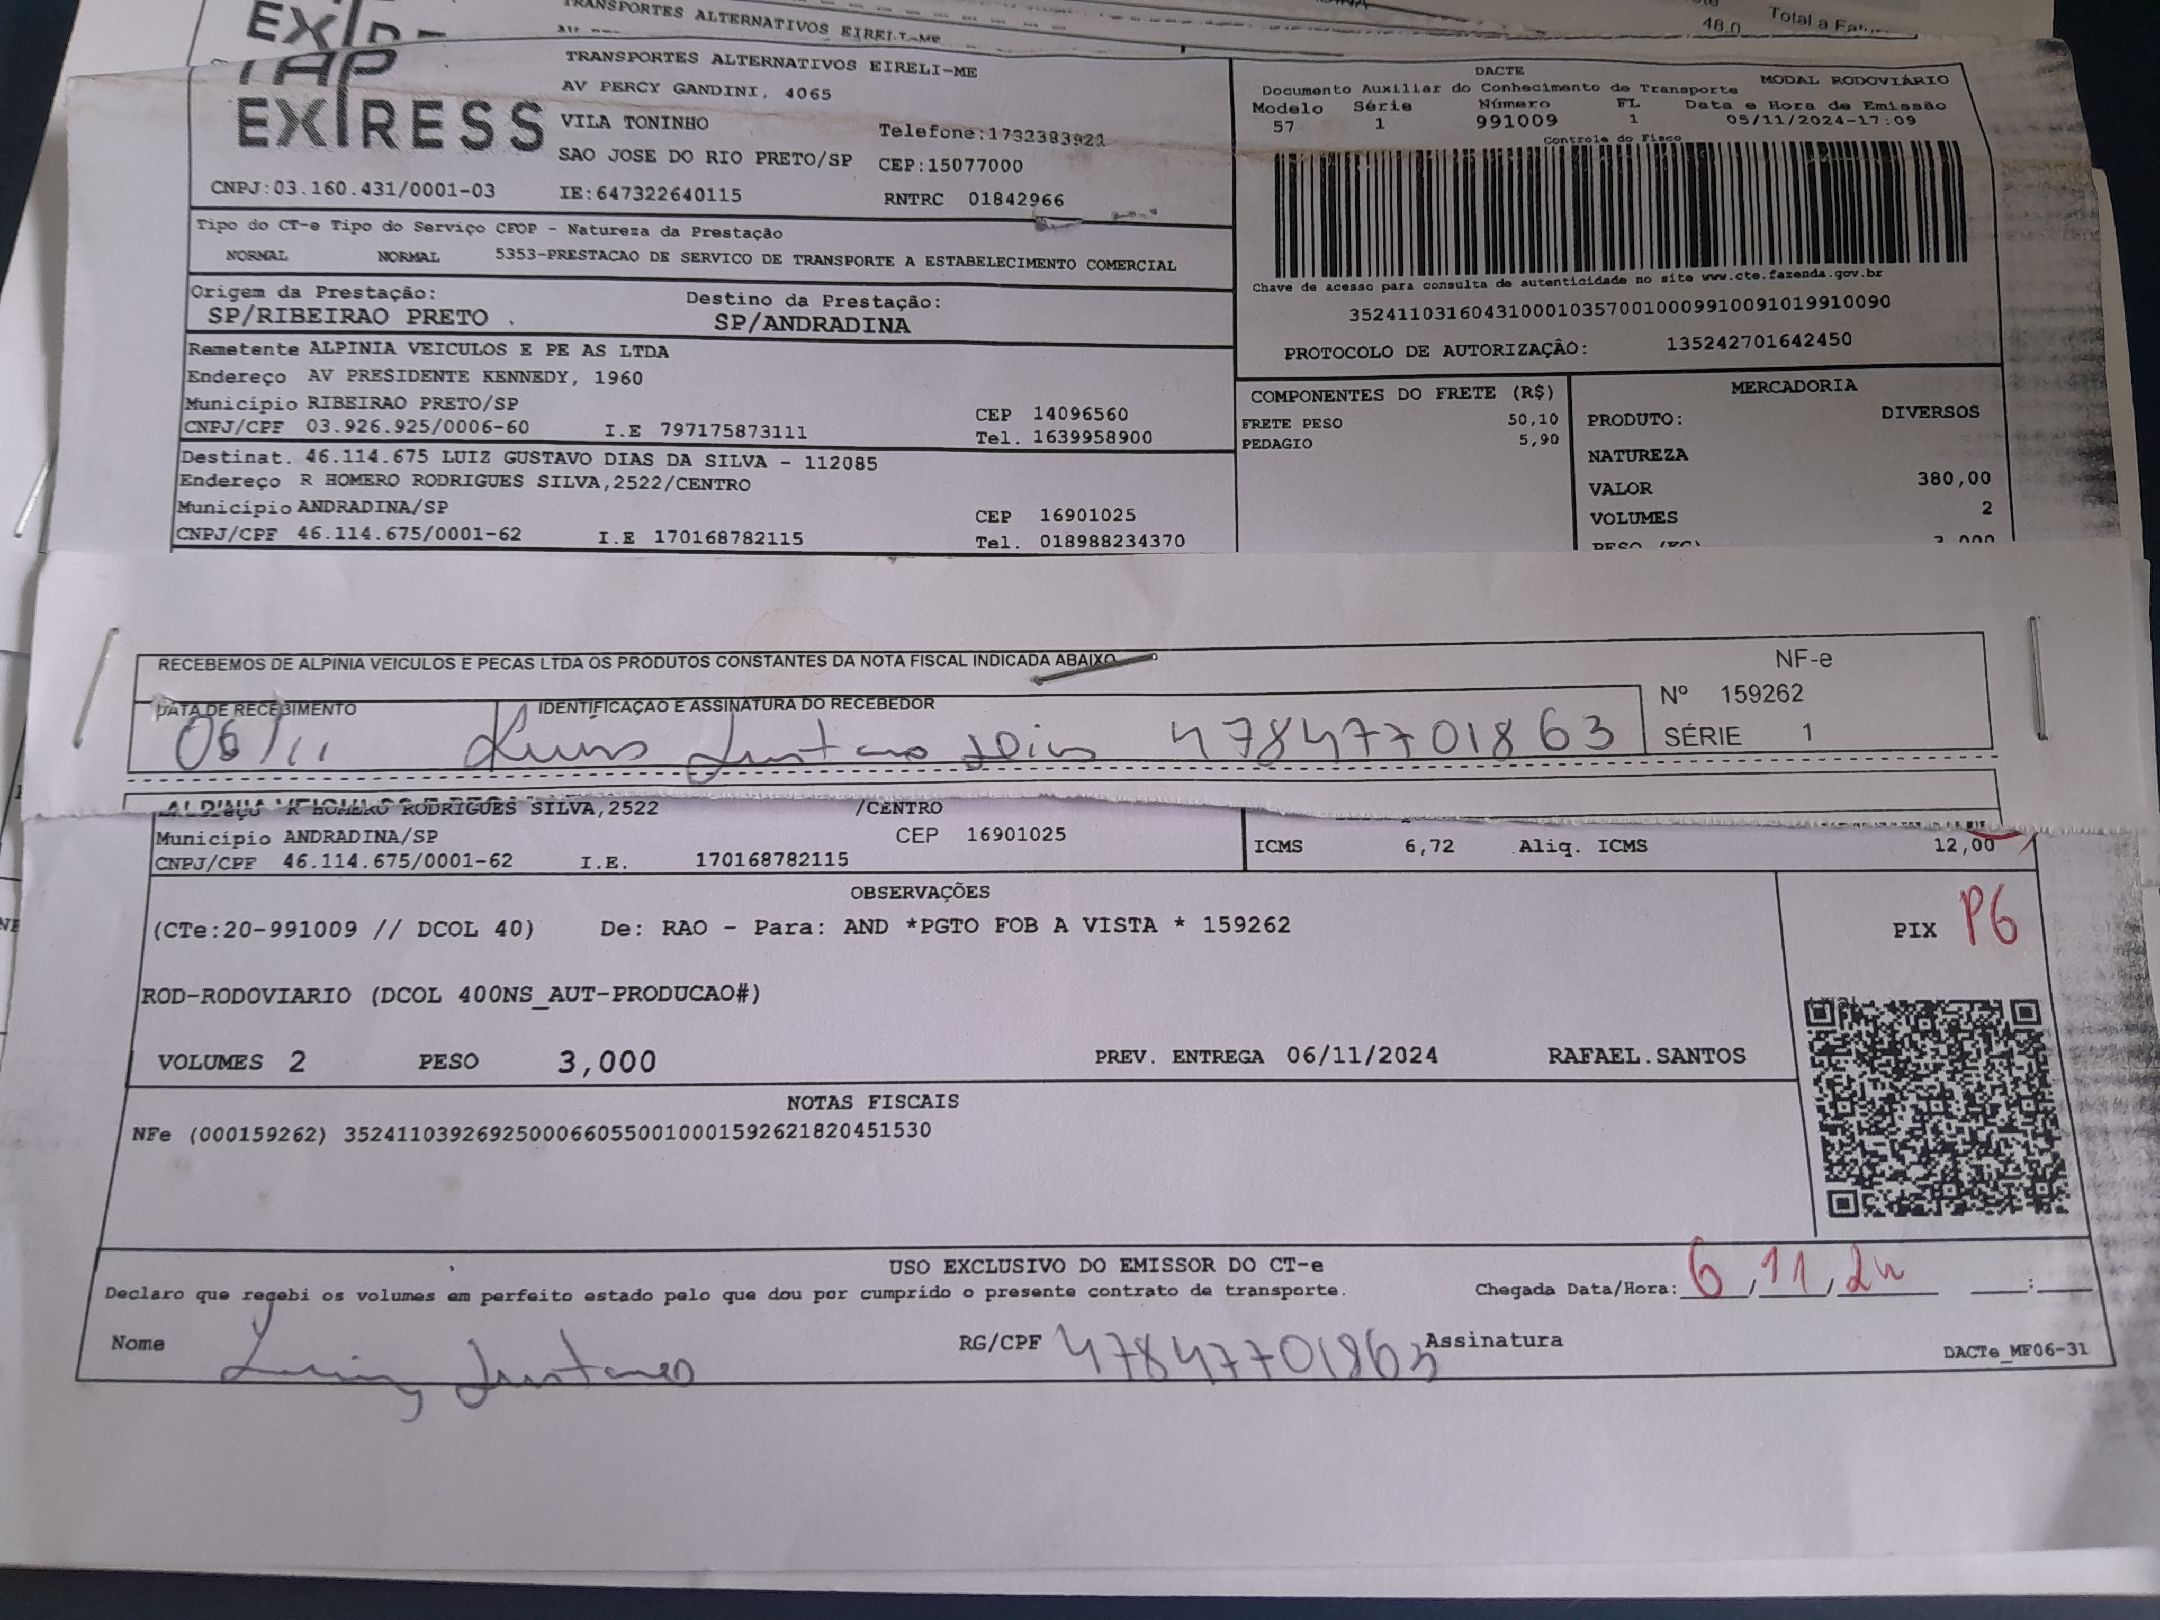 TRANSPORTES ALTERNATIVOS EIRELI-ME
48,0 Total a
TAP
EXPRESS
TRANSPORTES ALTERNATIVOS EIRELI-ME
AV PERCY GANDINI, 4065
VILA TONINHO Telefone:1732383921
SAO JOSE DO RIO PRETO/SP CEP:15077000
CNPJ:03.160.431/0001-03 IE:647322640115 RNTRC 01842966
DACTE MODAL RODOVIÁRIO
Documento Auxiliar do Conhecimento de Transporte
Modelo Série Número FL Data e Hora de Emissão
57 1 991009 1 05/11/2024-17:09
Controle do Fisco
Chave de acesso para consulta de autenticidade no site www.cte.fazenda.gov.br
35241103160431000103570010009910091019910090
PROTOCOLO DE AUTORIZAÇÃO: 135242701642450
Tipo do CT-e Tipo do Serviço CFOP - Natureza da Prestação
NORMAL NORMAL 5353-PRESTACAO DE SERVICO DE TRANSPORTE A ESTABELECIMENTO COMERCIAL
Origem da Prestação: Destino da Prestação:
SP/RIBEIRAO PRETO SP/ANDRADINA
Remetente ALPINIA VEICULOS E PE AS LTDA
Endereço AV PRESIDENTE KENNEDY, 1960
Município RIBEIRAO PRETO/SP CEP 14096560
CNPJ/CPF 03.926.925/0006-60 I.E 797175873111 Tel. 1639958900
Destinat. 46.114.675 LUIZ GUSTAVO DIAS DA SILVA - 112085
Endereço R HOMERO RODRIGUES SILVA,2522/CENTRO
Município ANDRADINA/SP CEP 16901025
CNPJ/CPF 46.114.675/0001-62 I.E 170168782115 Tel. 018988234370
COMPONENTES DO FRETE (R$)
FRETE PESO 50,10
PEDAGIO 5,90
MERCADORIA
PRODUTO: DIVERSOS
NATUREZA
VALOR 380,00
VOLUMES 2
PESO (KG) 3,000
RECEBEMOS DE ALPINIA VEICULOS E PECAS LTDA OS PRODUTOS CONSTANTES DA NOTA FISCAL INDICADA ABAIXO
NF-e
Nº 159262
SÉRIE 1
DATA DE RECEBIMENTO IDENTIFICAÇÃO E ASSINATURA DO RECEBEDOR
06/11 Luis Gustavo Dias 47847701863
R HOMERO RODRIGUES SILVA,2522 /CENTRO
Município ANDRADINA/SP CEP 16901025
CNPJ/CPF 46.114.675/0001-62 I.E. 170168782115
ICMS 6,72 Aliq. ICMS 12,00
OBSERVAÇÕES
(CTe:20-991009 // DCOL 40) De: RAO - Para: AND *PGTO FOB A VISTA * 159262
PIX PG
ROD-RODOVIARIO (DCOL 400NS_AUT-PRODUCAO#)
VOLUMES 2 PESO 3,000 PREV. ENTREGA 06/11/2024 RAFAEL.SANTOS
NOTAS FISCAIS
NFe (000159262) 35241103926925000660550010001592621820451530
USO EXCLUSIVO DO EMISSOR DO CT-e
Declaro que recebi os volumes em perfeito estado pelo que dou por cumprido o presente contrato de transporte. Chegada Data/Hora: 6/11/24 :
Nome Luiz Gustavo RG/CPF 47847701863 Assinatura
DACTe_MF06-31